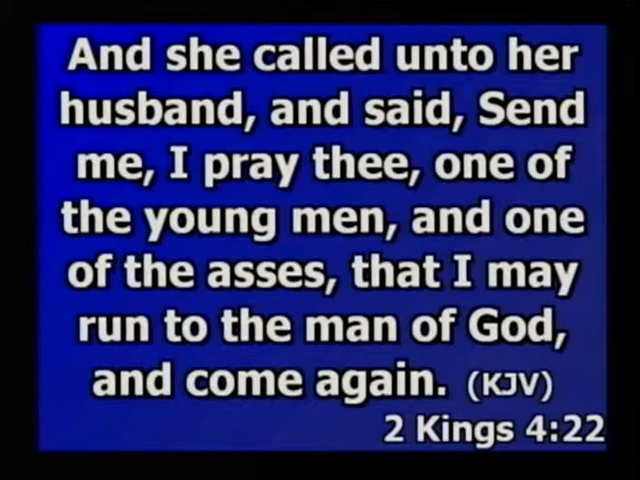 And she called unto her
husband, and said, Send
me, I pray thee, one of
the young men, and one
of the asses, that I may
run to the man of God,
and come again. (KJV)
2 Kings 4:22